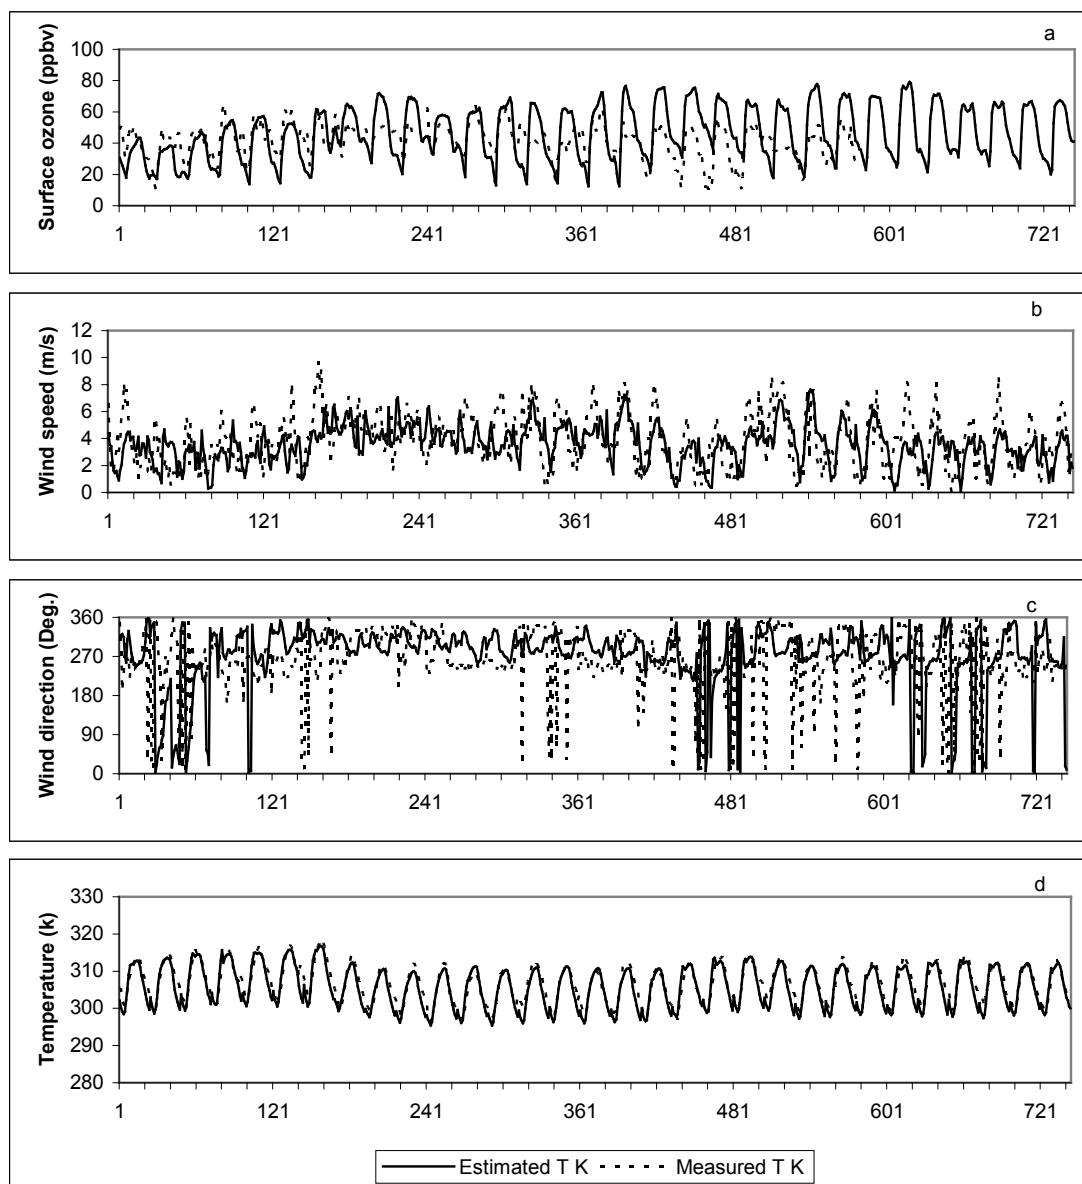 a
Surface ozone (ppbv)
100
80
60
40
20
0
1 121 241 361 481 601 721
b
Wind speed (m/s)
12
10
8
6
4
2
0
1 121 241 361 481 601 721
c
Wind direction (Deg.)
360
270
180
90
0
1 121 241 361 481 601 721
d
Temperature (k)
330
320
310
300
290
280
1 121 241 361 481 601 721
Estimated T K Measured T K